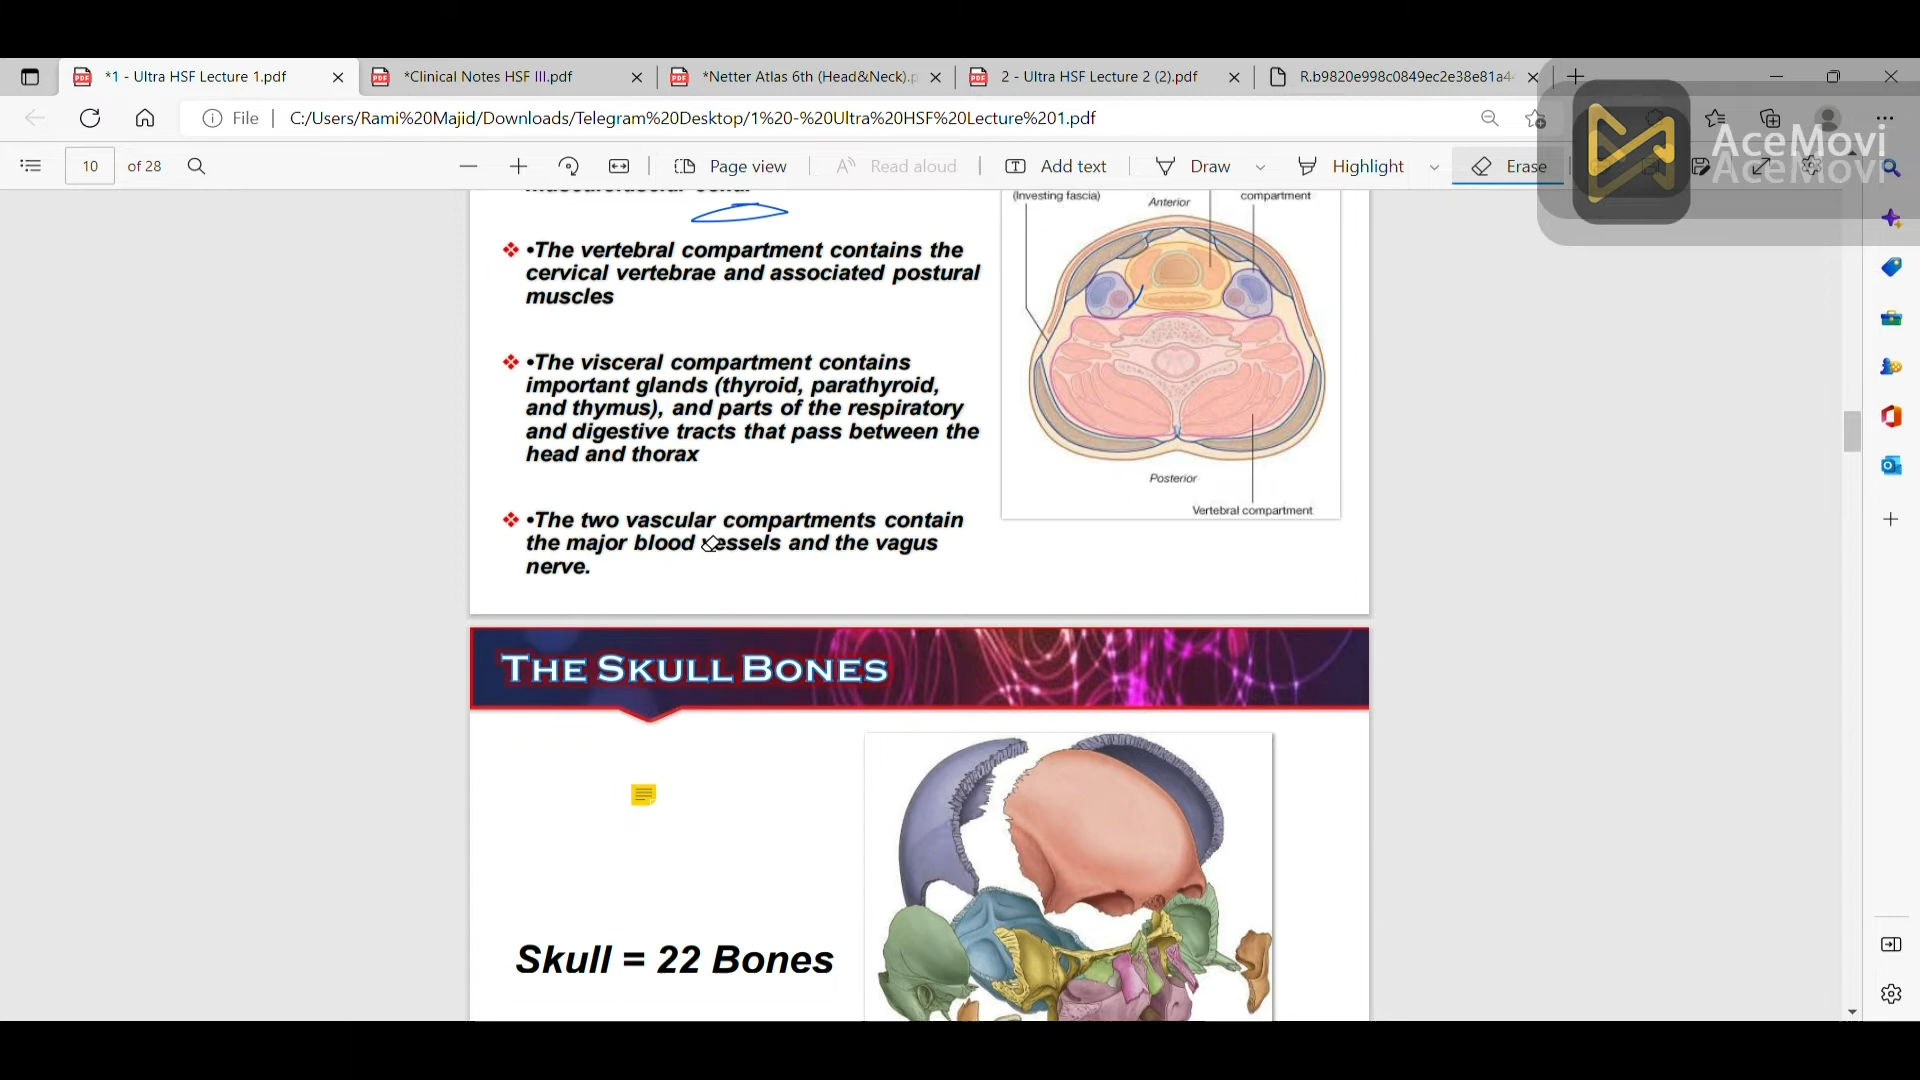 *1 - Ultra HSF Lecture 1.pdf
*Clinical Notes HSF III.pdf
*Netter Atlas 6th (Head&Neck).p
2 - Ultra HSF Lecture 2 (2).pdf
R.b9820e998c0849ec2e38e81a4
File
C:/Users/Rami%20Majid/Downloads/Telegram%20Desktop/1%20-%20Ultra%20HSF%20Lecture%201.pdf
10 of 28
Page view
Read aloud
Add text
Draw
Highlight
Erase
AceMovi
AceMovi
(Investing fascia)
Anterior
compartment
•The vertebral compartment contains the
cervical vertebrae and associated postural
muscles
•The visceral compartment contains
important glands (thyroid, parathyroid,
and thymus), and parts of the respiratory
and digestive tracts that pass between the
head and thorax
Posterior
Vertebral compartment
•The two vascular compartments contain
the major blood vessels and the vagus
nerve.
THE SKULL BONES
Skull = 22 Bones